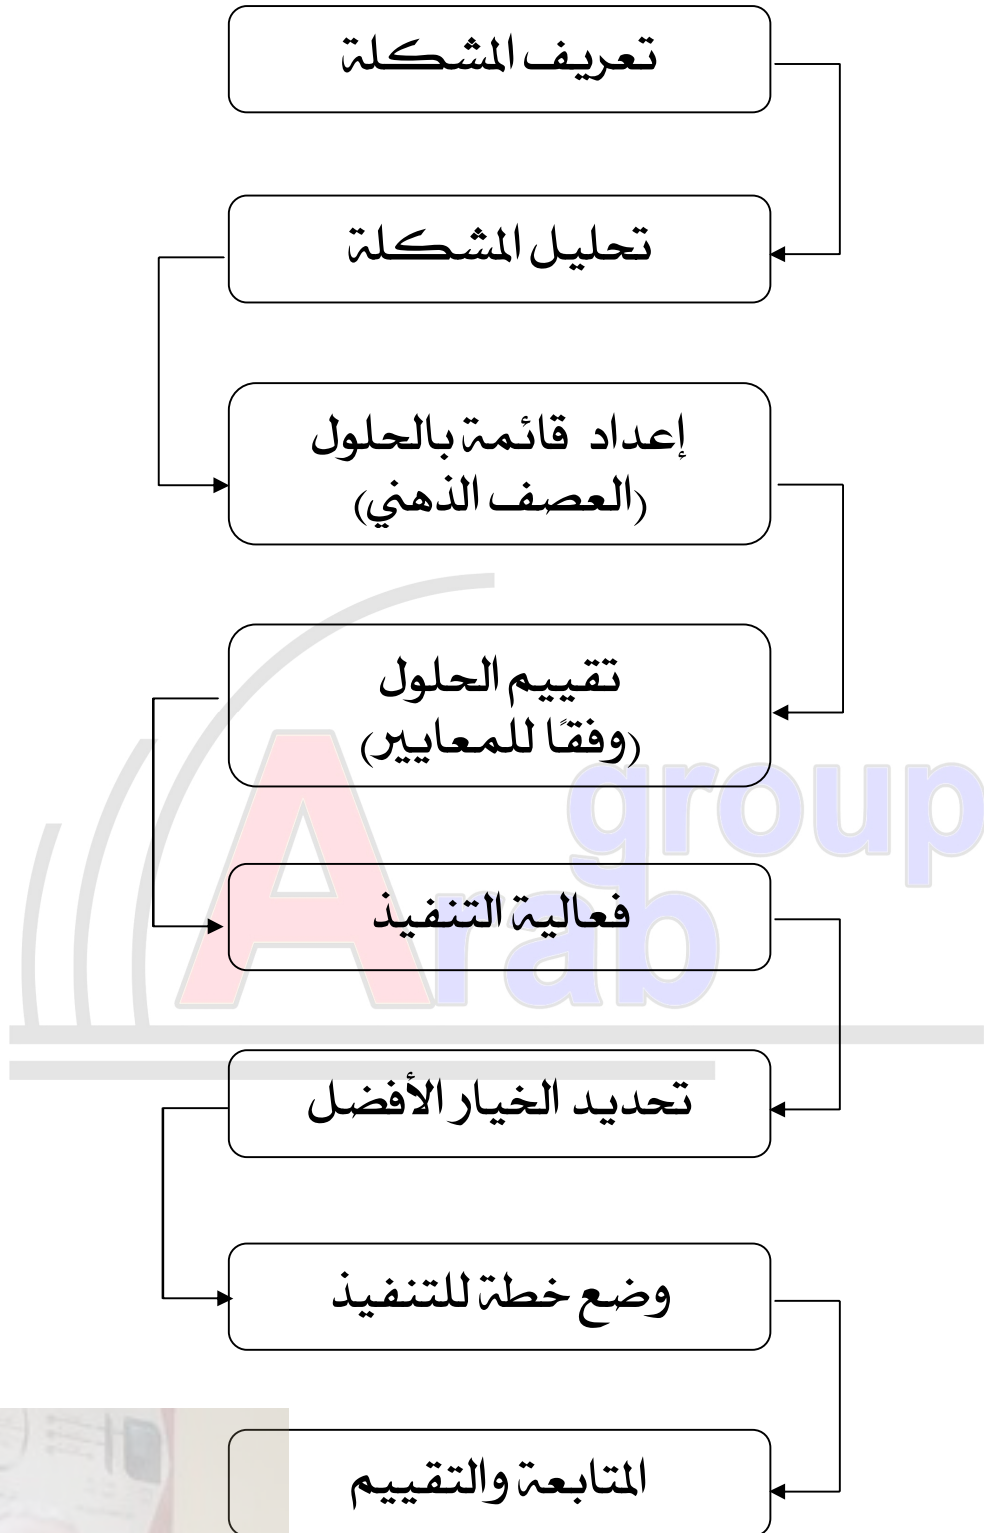 تعريف المشكلة
تحليل المشكلة
إعداد قائمة بالحلول
(العصف الذهني)
تقييم الحلول
(وفقًا للمعايير)
group
Arab
فعالية التنفيذ
تحديد الخيار الأفضل
وضع خطة للتنفيذ
المتابعة والتقييم